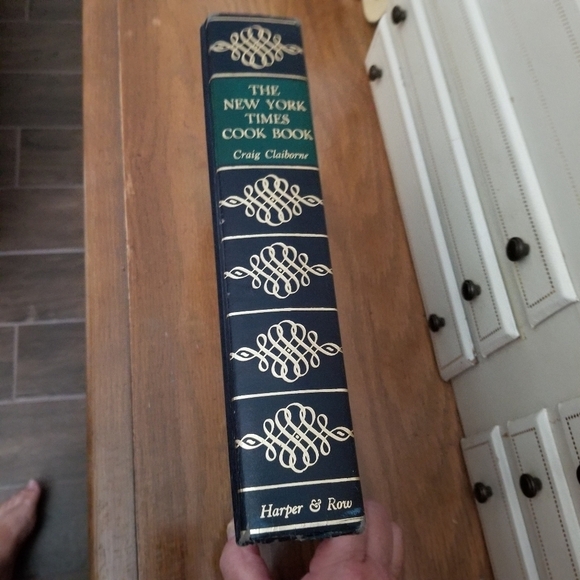 THE
NEW YORK
TIMES
COOK BOOK
Craig Claiborne
Harper & Row